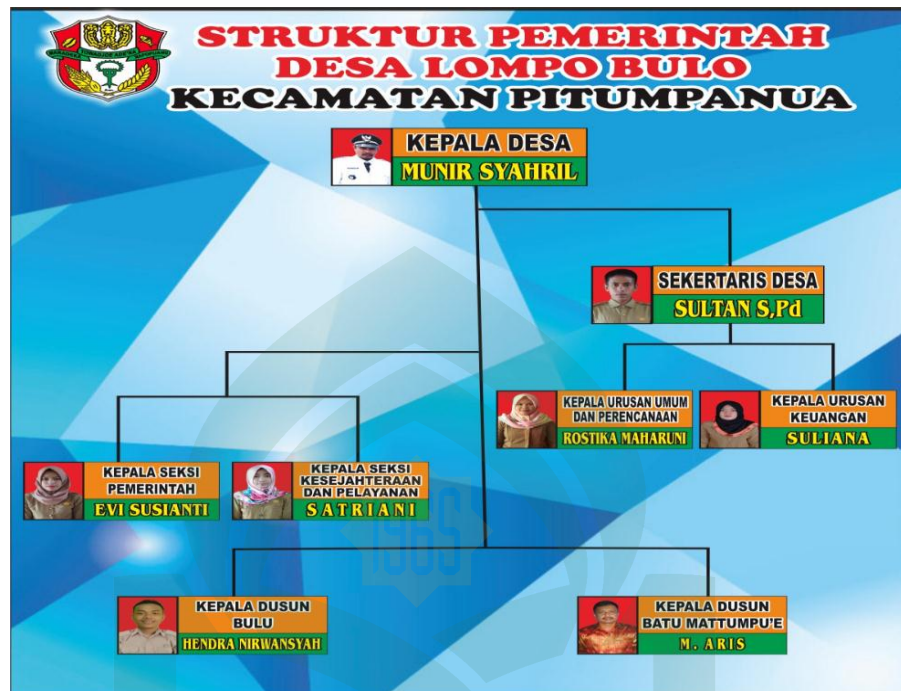 STRUKTUR PEMERINTAH
DESA LOMPO BULO
KECAMATAN PITUMPANUA
KEPALA DESA
MUNIR SYAHRIL
SEKERTARIS DESA
SULTAN S,Pd
KEPALA URUSAN UMUM
DAN PERENCANAAN
ROSTIKA MAHARUNI
KEPALA URUSAN
KEUANGAN
SULIANA
KEPALA SEKSI
PEMERINTAH
EVI SUSIANTI
KEPALA SEKSI
KESEJAHTERAAN
DAN PELAYANAN
SATRIANI
1965
KEPALA DUSUN
BULU
HENDRA NIRWANSYAH
KEPALA DUSUN
BATU MATTUMPU'E
M. ARIS